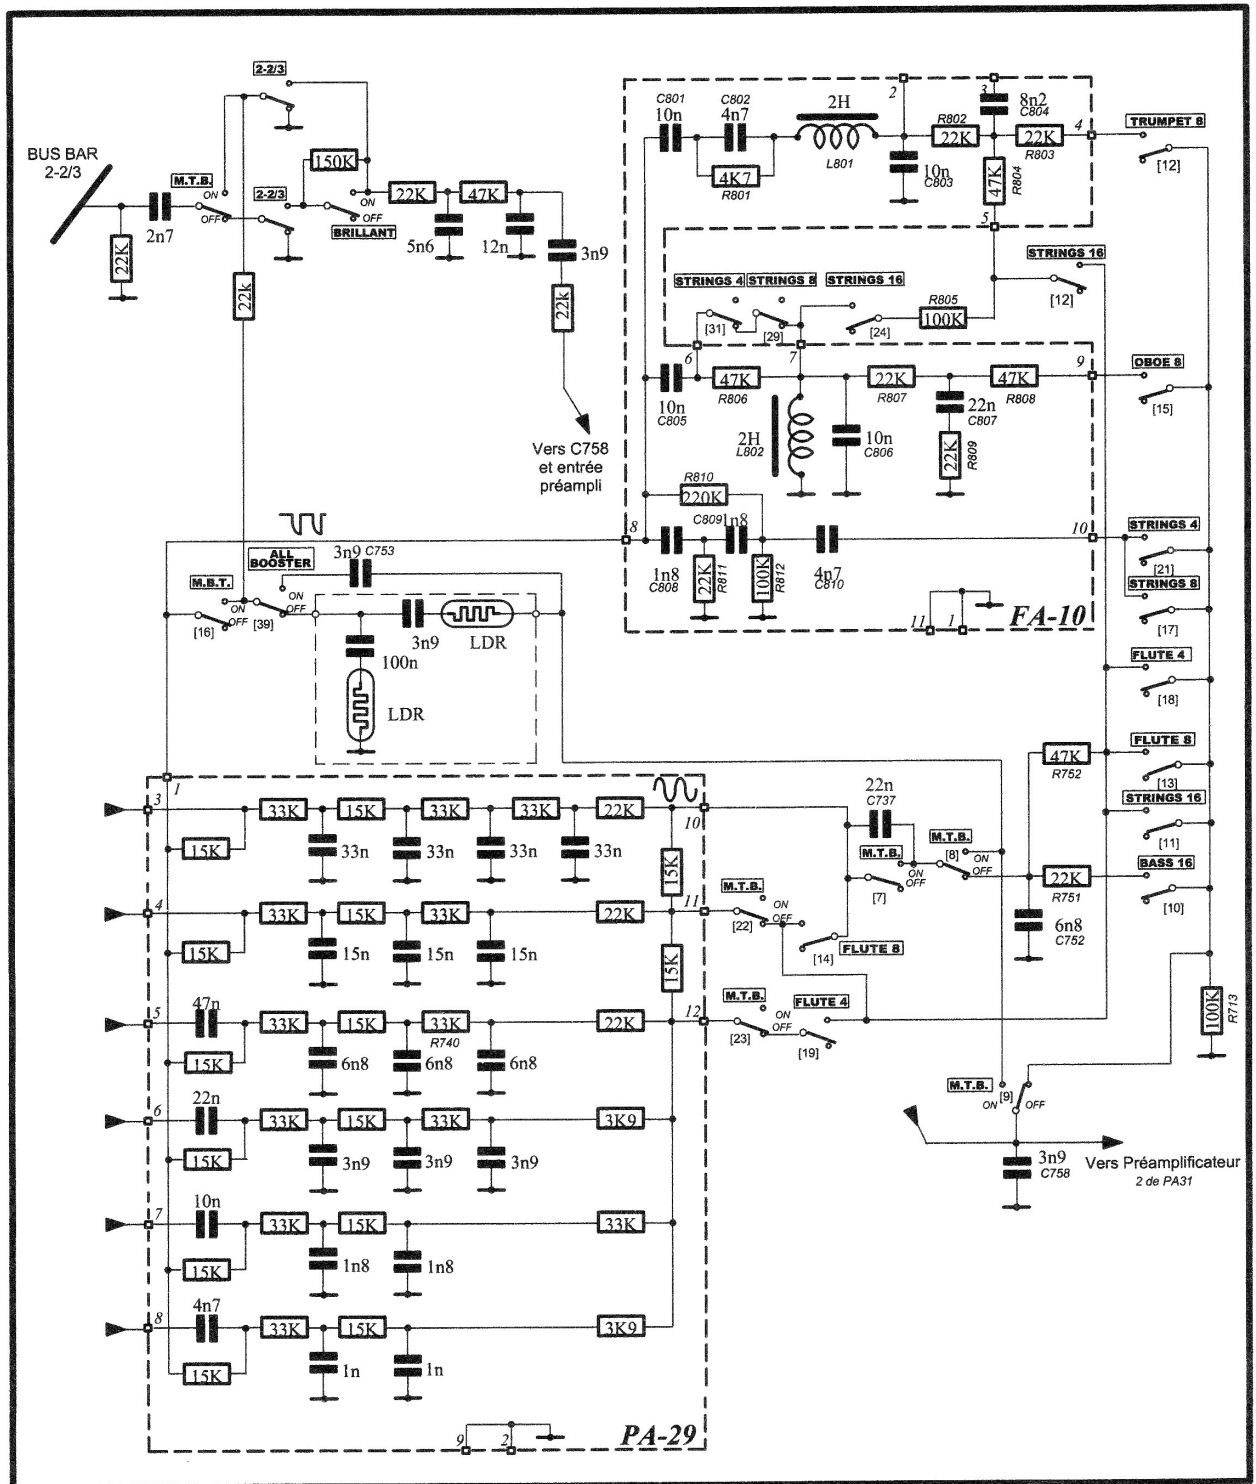 BUS BAR
2-2/3
22K
2n7
M.T.B.
ON
OFF
2-2/3
2-2/3
150K
ON
OFF
BRILLANT
22K
47K
5n6
12n
3n9
22k
22k
Vers C758
et entrée
préampli
C801
10n
C802
4n7
4K7
R801
2H
L801
2
3
8n2
C804
R802
22K
22K
R803
4
10n
C803
47K
R804
5
TRUMPET 8
[12]
STRINGS 16
[12]
STRINGS 4
STRINGS 8
STRINGS 16
[31]
[29]
[24]
R805
100K
6
7
9
10n
C805
47K
R806
22K
R807
47K
R808
OBOE 8
[15]
2H
L802
10n
C806
22n
C807
22K
R809
R810
220K
8
C809
1n8
1n8
C808
22K
R811
100K
R812
4n7
C810
10
STRINGS 4
[21]
STRINGS 8
[17]
11
1
FA-10
ALL
BOOSTER
3n9
C753
M.B.T.
ON
OFF
[16]
ON
OFF
[39]
3n9
LDR
100n
LDR
FLUTE 4
[18]
FLUTE 8
[13]
47K
R752
STRINGS 16
[11]
BASS 16
[10]
22K
R751
6n8
C752
22n
C737
M.T.B.
ON
OFF
[7]
M.T.B.
[8]
ON
OFF
1
3
33K
15K
33K
33K
22K
10
15K
33n
33n
33n
33n
15K
4
33K
15K
33K
22K
11
15K
15n
15n
15n
15K
M.T.B.
ON
OFF
[22]
[14]
FLUTE 8
5
47n
33K
15K
33K
R740
22K
12
15K
6n8
6n8
6n8
M.T.B.
ON
OFF
[23]
FLUTE 4
[19]
100K
R713
6
22n
33K
15K
33K
3K9
15K
3n9
3n9
3n9
M.T.B.
ON
[9]
OFF
3n9
C758
Vers Préamplificateur
2 de PA31
7
10n
33K
15K
33K
15K
1n8
1n8
8
4n7
33K
15K
3K9
15K
1n
1n
9
2
PA-29